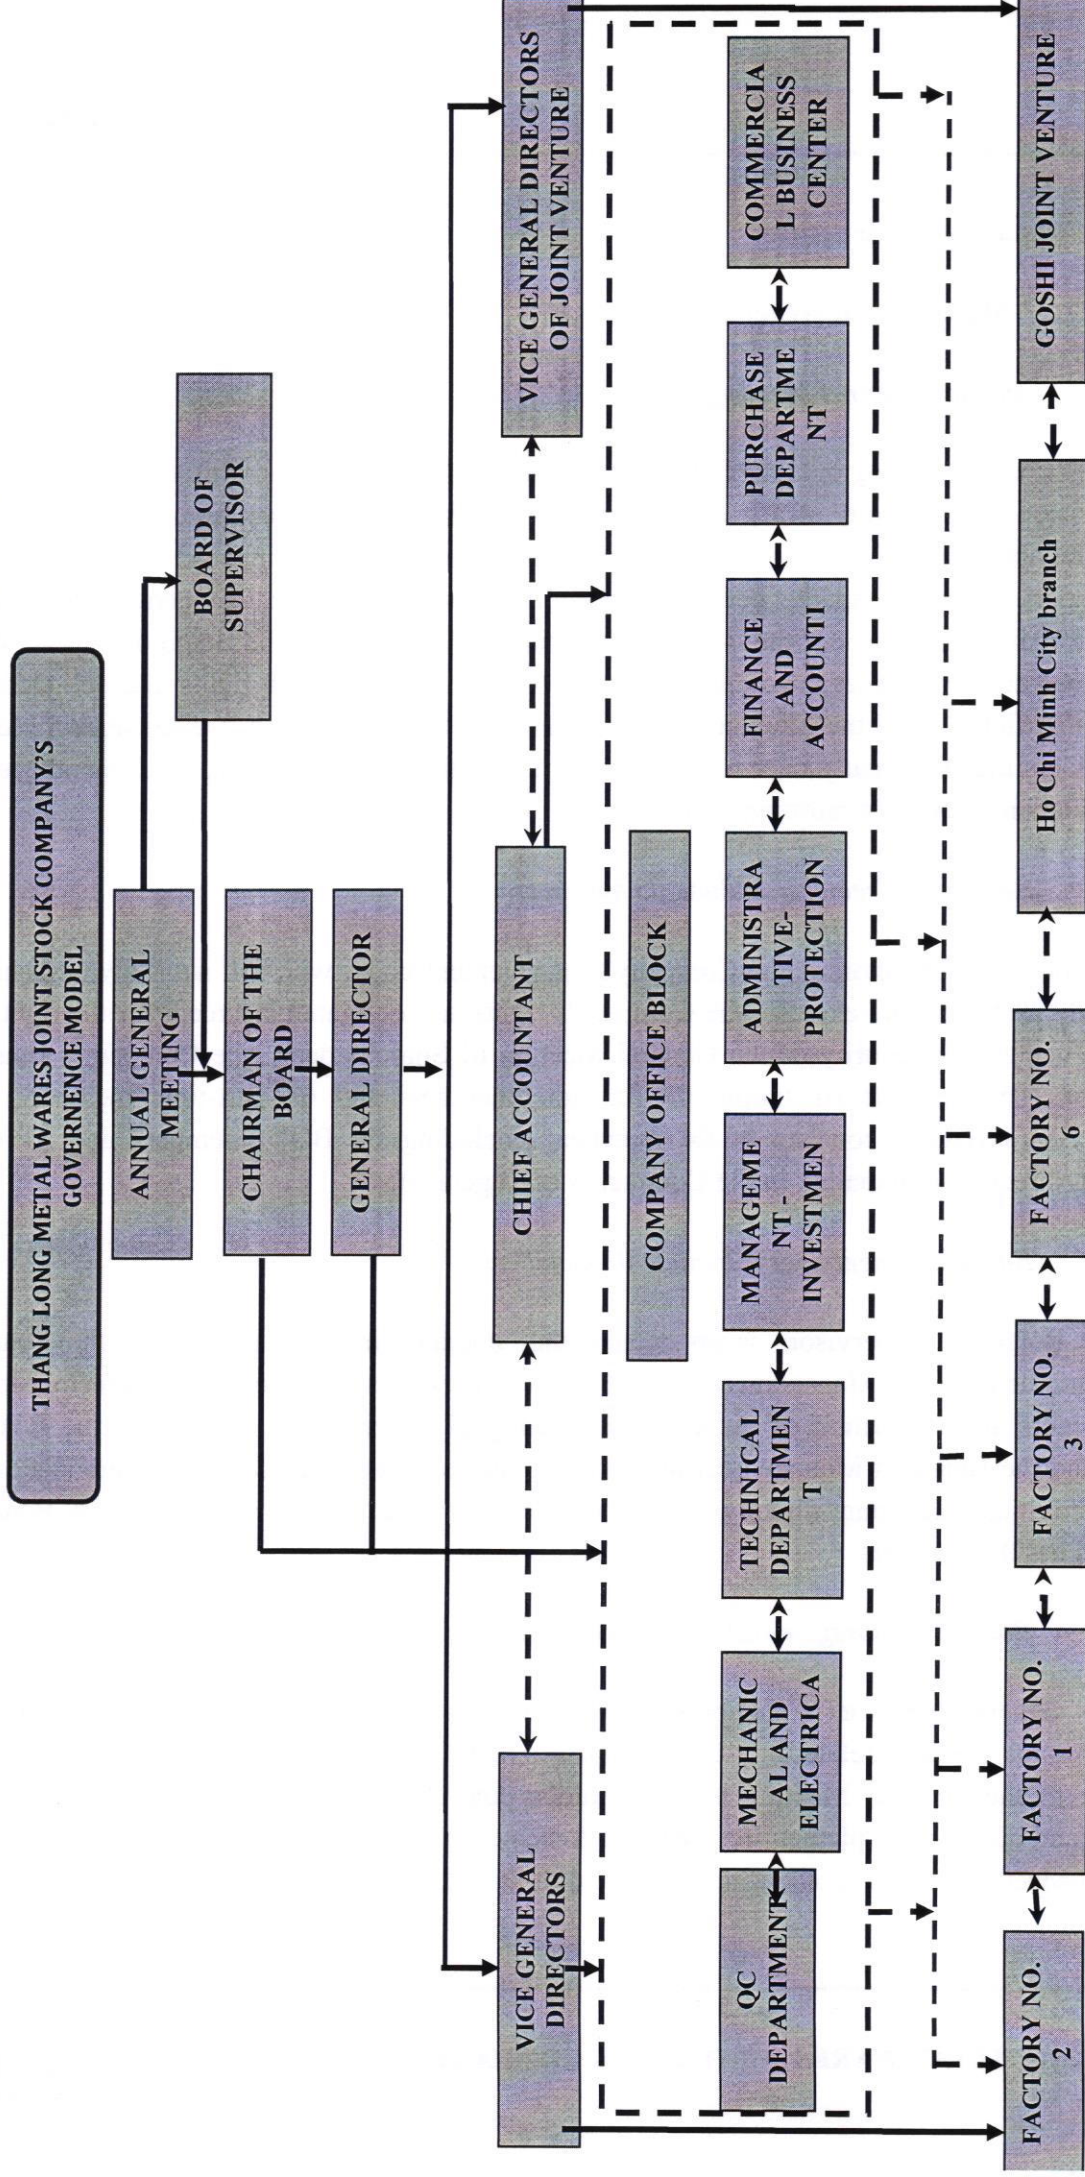 THANG LONG METAL WARES JOINT STOCK COMPANY'S
GOVERNENCE MODEL
ANNUAL GENERAL
MEETING
BOARD OF
SUPERVISOR
CHAIRMAN OF THE
BOARD
GENERAL DIRECTOR
VICE GENERAL
DIRECTORS
CHIEF ACCOUNTANT
VICE GENERAL DIRECTORS
OF JOINT VENTURE
COMPANY OFFICE BLOCK
QC
DEPARTMENT
MECHANIC
AL AND
ELECTRICA
TECHNICAL
DEPARTMEN
T
MANAGEME
NT -
INVESTMEN
ADMINISTRA
TIVE-
PROTECTION
FINANCE
AND
ACCOUNTI
PURCHASE
DEPARTME
NT
COMMERCIA
L BUSINESS
CENTER
FACTORY NO.
2
FACTORY NO.
1
FACTORY NO.
3
FACTORY NO.
6
Ho Chi Minh City branch
GOSHI JOINT VENTURE